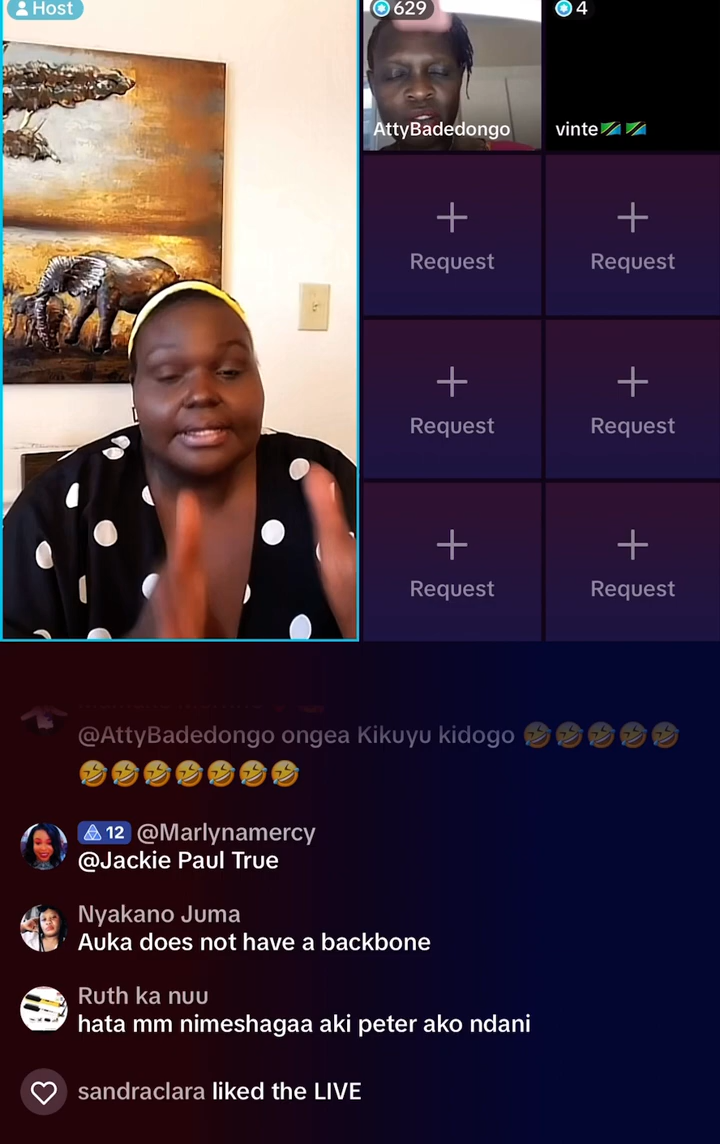 Host
629
4
AttyBadedongo
vinte🇹🇿 🇹🇿
+
+
Request
Request
+
+
Request
Request
+
+
Request
Request
@AttyBadedongo ongea Kikuyu kidogo 🤣🤣🤣🤣🤣
🤣🤣🤣🤣🤣🤣🤣
12 @Marlynamercy
@Jackie Paul True
Nyakano Juma
Auka does not have a backbone
Ruth ka nuu
hata mm nimeshagaa aki peter ako ndani
sandraclara liked the LIVE